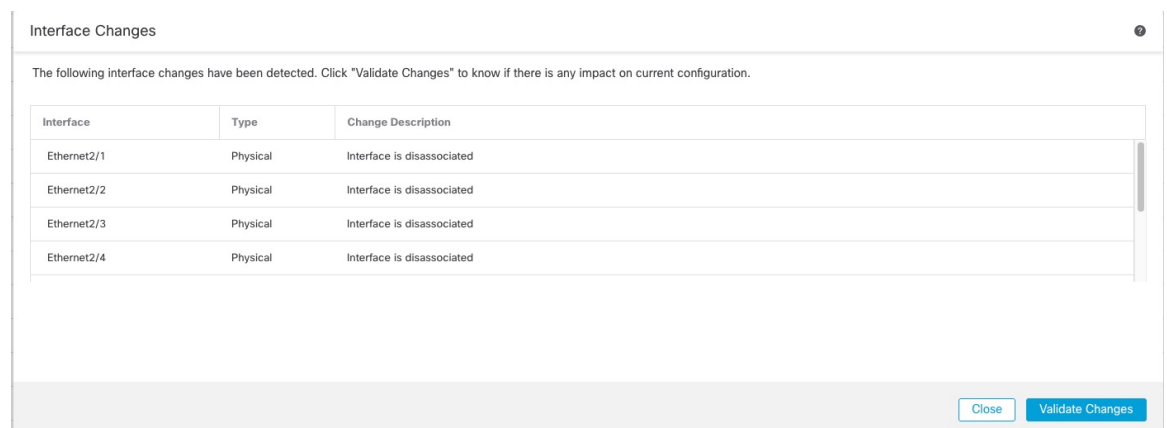 Interface Changes
?
The following interface changes have been detected. Click "Validate Changes" to know if there is any impact on current configuration.
Interface Type Change Description
Ethernet2/1 Physical Interface is disassociated
Ethernet2/2 Physical Interface is disassociated
Ethernet2/3 Physical Interface is disassociated
Ethernet2/4 Physical Interface is disassociated
Close Validate Changes